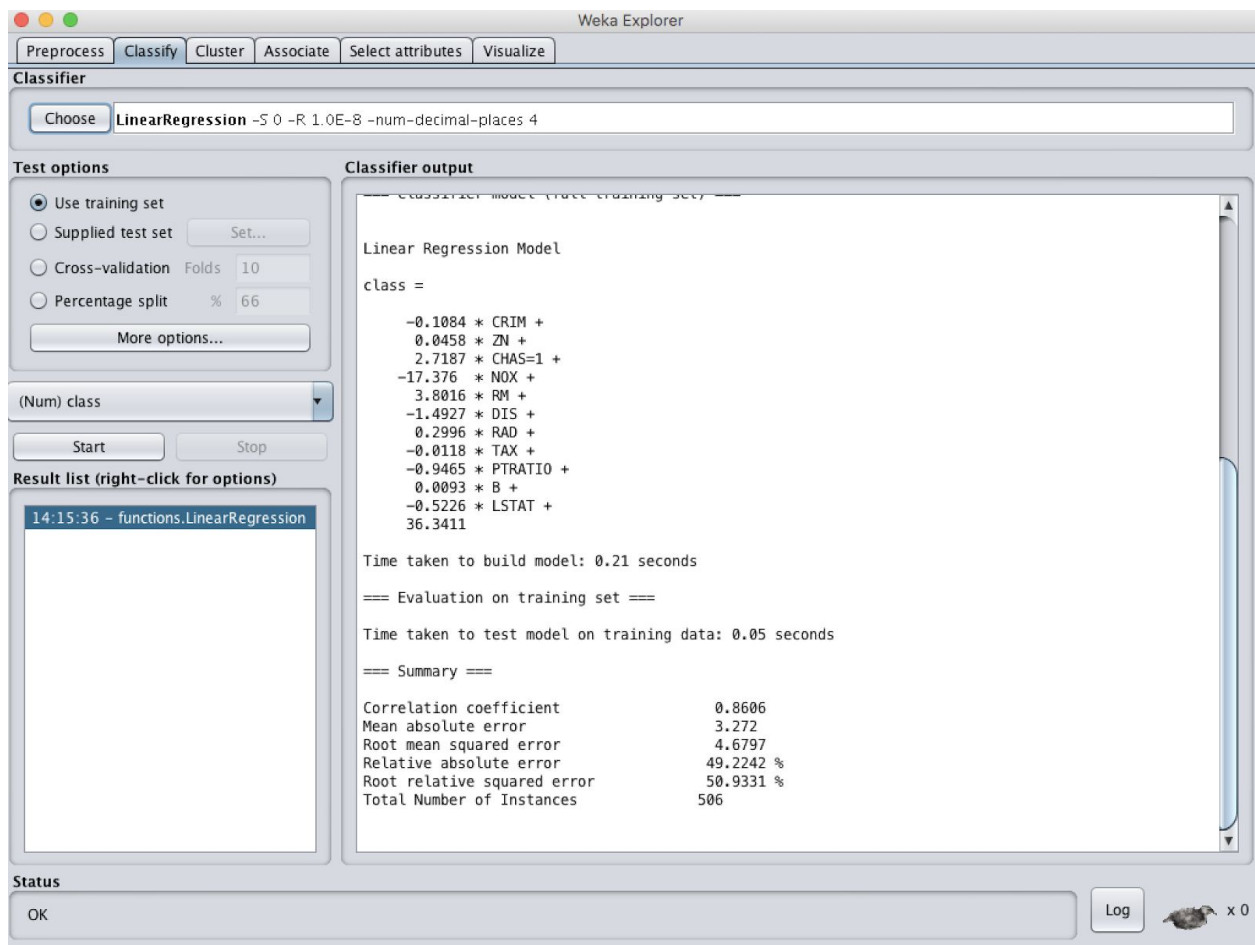 Weka Explorer
Preprocess Classify Cluster Associate Select attributes Visualize
Classifier
Choose LinearRegression -S 0 -R 1.0E-8 -num-decimal-places 4
Test options
Use training set
Supplied test set Set...
Cross-validation Folds 10
Percentage split % 66
More options...
(Num) class
Start Stop
Result list (right-click for options)
14:15:36 - functions.LinearRegression
Classifier output
=== Classifier model (full training set) ===
Linear Regression Model
class =
-0.1084 * CRIM +
0.0458 * ZN +
2.7187 * CHAS=1 +
-17.376 * NOX +
3.8016 * RM +
-1.4927 * DIS +
0.2996 * RAD +
-0.0118 * TAX +
-0.9465 * PTRATIO +
0.0093 * B +
-0.5226 * LSTAT +
36.3411
Time taken to build model: 0.21 seconds
=== Evaluation on training set ===
Time taken to test model on training data: 0.05 seconds
=== Summary ===
Correlation coefficient 0.8606
Mean absolute error 3.272
Root mean squared error 4.6797
Relative absolute error 49.2242 %
Root relative squared error 50.9331 %
Total Number of Instances 506
Status
OK
Log x 0